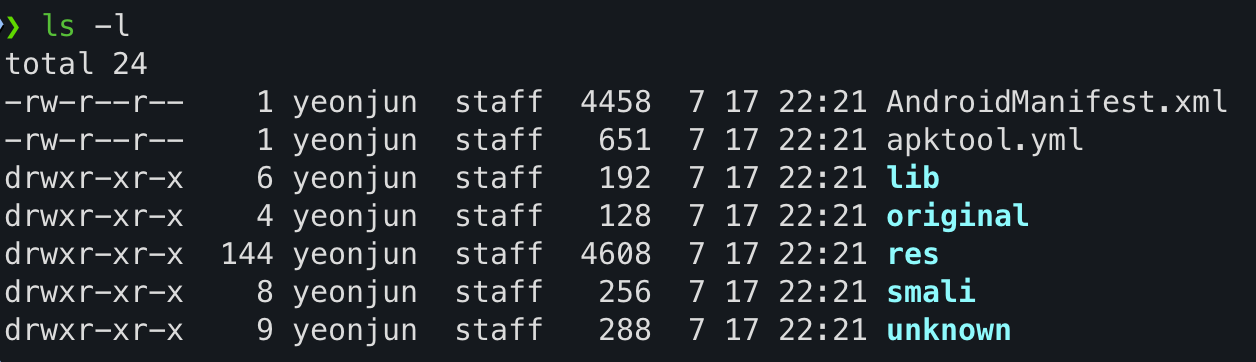 ❯ ls -l
total 24
-rw-r--r--    1 yeonjun  staff  4458  7 17 22:21 AndroidManifest.xml
-rw-r--r--    1 yeonjun  staff   651  7 17 22:21 apktool.yml
drwxr-xr-x    6 yeonjun  staff   192  7 17 22:21 lib
drwxr-xr-x    4 yeonjun  staff   128  7 17 22:21 original
drwxr-xr-x  144 yeonjun  staff  4608  7 17 22:21 res
drwxr-xr-x    8 yeonjun  staff   256  7 17 22:21 smali
drwxr-xr-x    9 yeonjun  staff   288  7 17 22:21 unknown